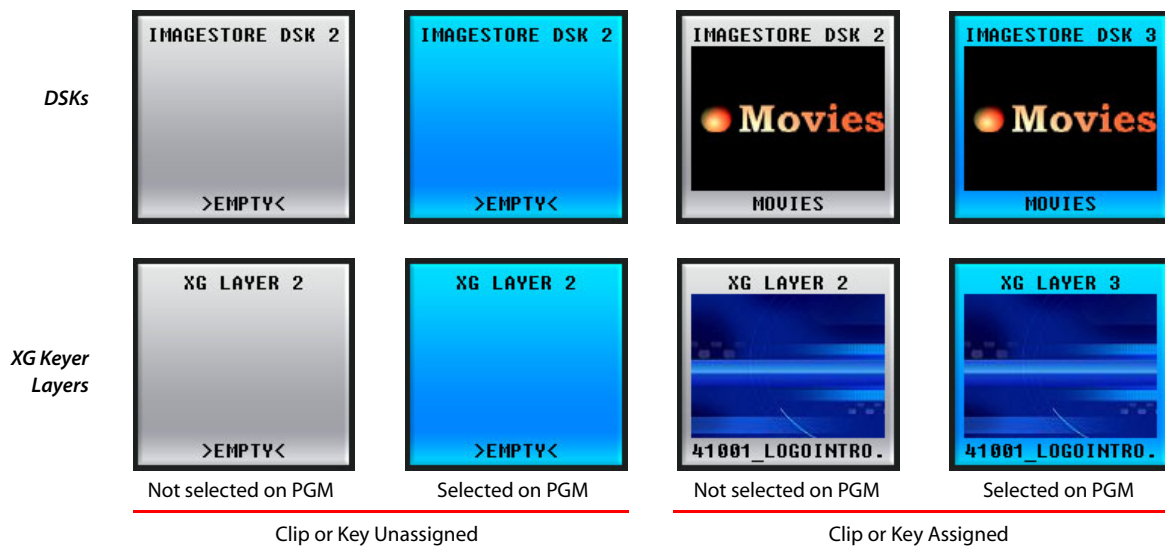 IMAGESTORE DSK 2
IMAGESTORE DSK 2
IMAGESTORE DSK 2
IMAGESTORE DSK 3
DSKs
Movies
Movies
>EMPTY<
>EMPTY<
MOVIES
MOVIES
XG LAYER 2
XG LAYER 2
XG LAYER 2
XG LAYER 3
XG Keyer
Layers
>EMPTY<
>EMPTY<
41001_LOGOINTRO.
41001_LOGOINTRO.
Not selected on PGM
Selected on PGM
Not selected on PGM
Selected on PGM
Clip or Key Unassigned
Clip or Key Assigned